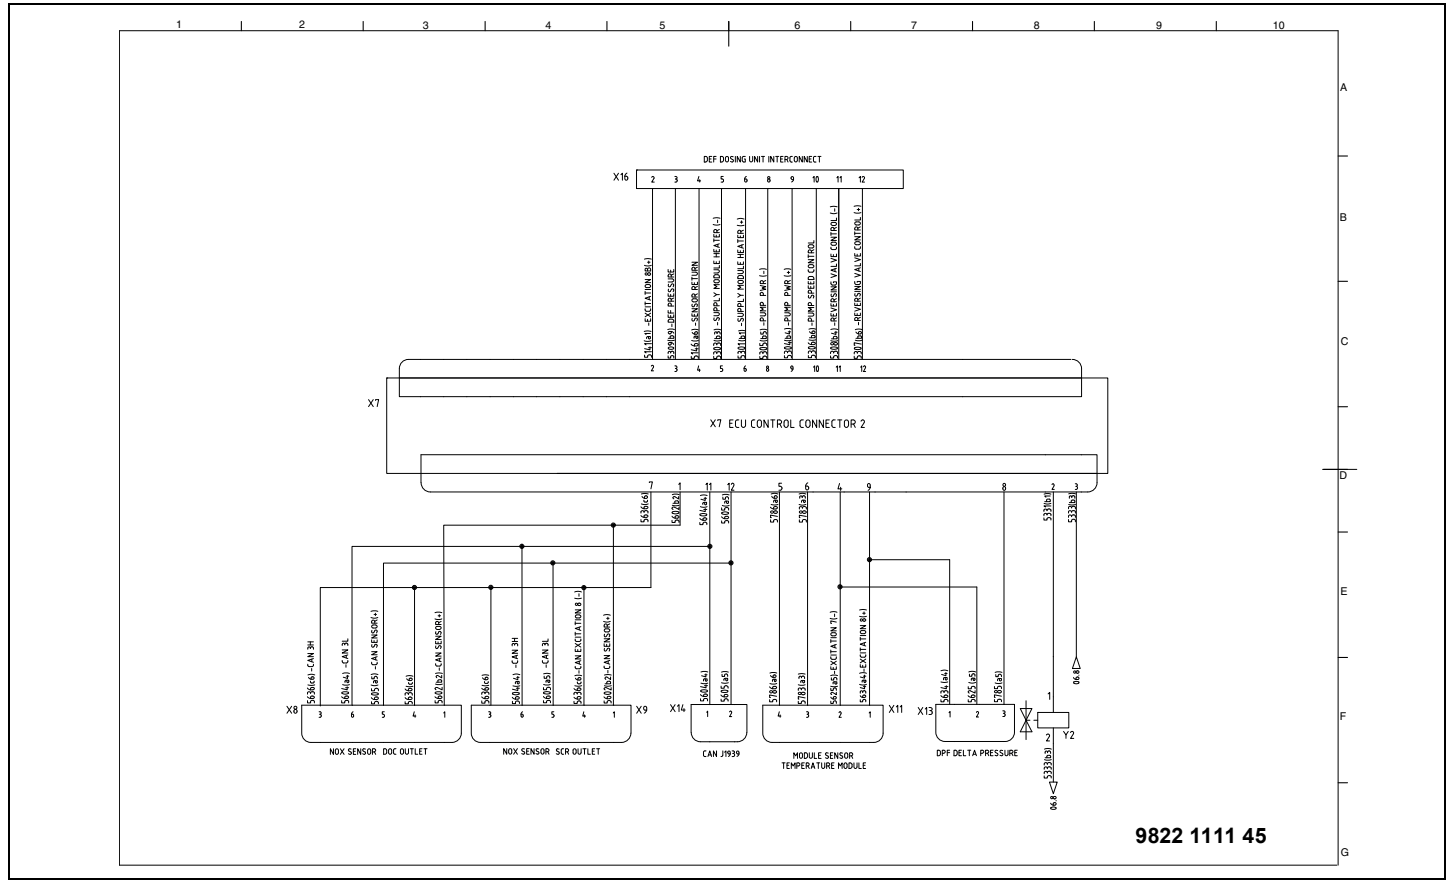 1 2 3 4 5 6 7 8 9 10
A
DEF DOSING UNIT INTERCONNECT
X16 2 3 4 5 6 8 9 10 11 12
B
5141(a1) -EXCITATION 8B(+)
5309(b9)-DEF PRESSURE
5146(a6) -SENSOR RETURN
5303(b3) -SUPPLY MODULE HEATER (-)
5301(b1) -SUPPLY MODULE HEATER (+)
5305(b5) -PUMP PWR (-)
5304(b4) -PUMP PWR (+)
5306(b6) -PUMP SPEED CONTROL
5308(b4) -REVERSING VALVE CONTROL (-)
5307(b6) -REVERSING VALVE CONTROL (+)
C
2 3 4 5 6 8 9 10 11 12
X7
X7 ECU CONTROL CONNECTOR 2
D
7 1 11 12 5 6 4 9 8 2 3
5636(c6)
5602(b2)
5604(a4)
5605(a5)
5786(a6)
5783(a3)
5331(b1)
5333(b3)
E
5636(c6) -CAN 3H
5604(a4) -CAN 3L
5605(a5) -CAN SENSOR(+)
5636(c6)
5602(b2)-CAN SENSOR(+)
5636(c6)
5604(a4) -CAN 3H
5605(a5) -CAN 3L
5636(c6)-CAN EXCITATION 8 (-)
5602(b2)-CAN SENSOR(+)
5604(a4)
5605(a5)
5786(a6)
5783(a3)
5625(a5)-EXCITATION 7(-)
5634(a4)-EXCITATION 8(+)
5634 (a4)
5625 (a5)
5785(a5)
06.8
1
X8 3 6 5 4 1
3 6 5 4 1 X9
X14 1 2
4 3 2 1 X11
X13 1 2 3
F
Y2
2
5333(b3)
06.8
NOX SENSOR DOC OUTLET
NOX SENSOR SCR OUTLET
CAN J1939
MODULE SENSOR
TEMPERATURE MODULE
DPF DELTA PRESSURE
9822 1111 45
G